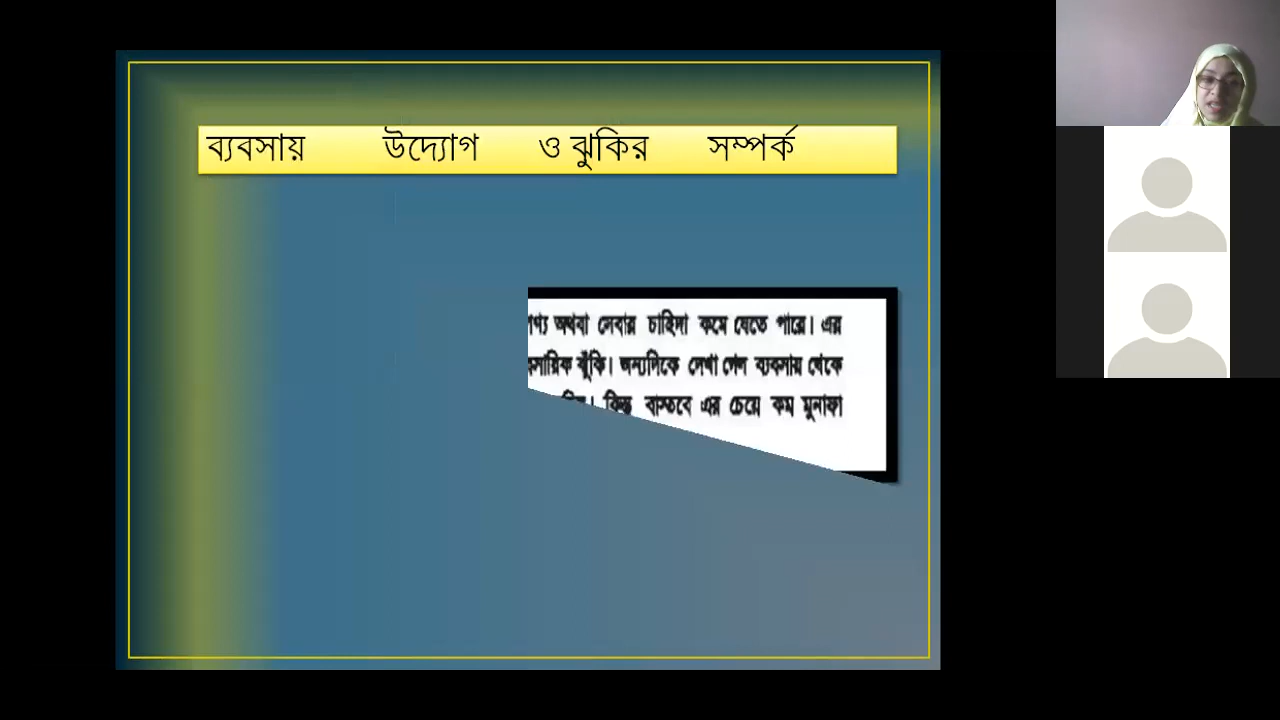 ব্যবসায় উদ্যোগ ও ঝুকির সম্পর্ক
অথবা সেবার চাহিদা কমে যেতে পারে। এর
ঝুঁকি। অন্যদিকে দেখা গেল ব্যবসায় থেকে
কিন্তু বাস্তবে এর চেয়ে কম মুনাফা